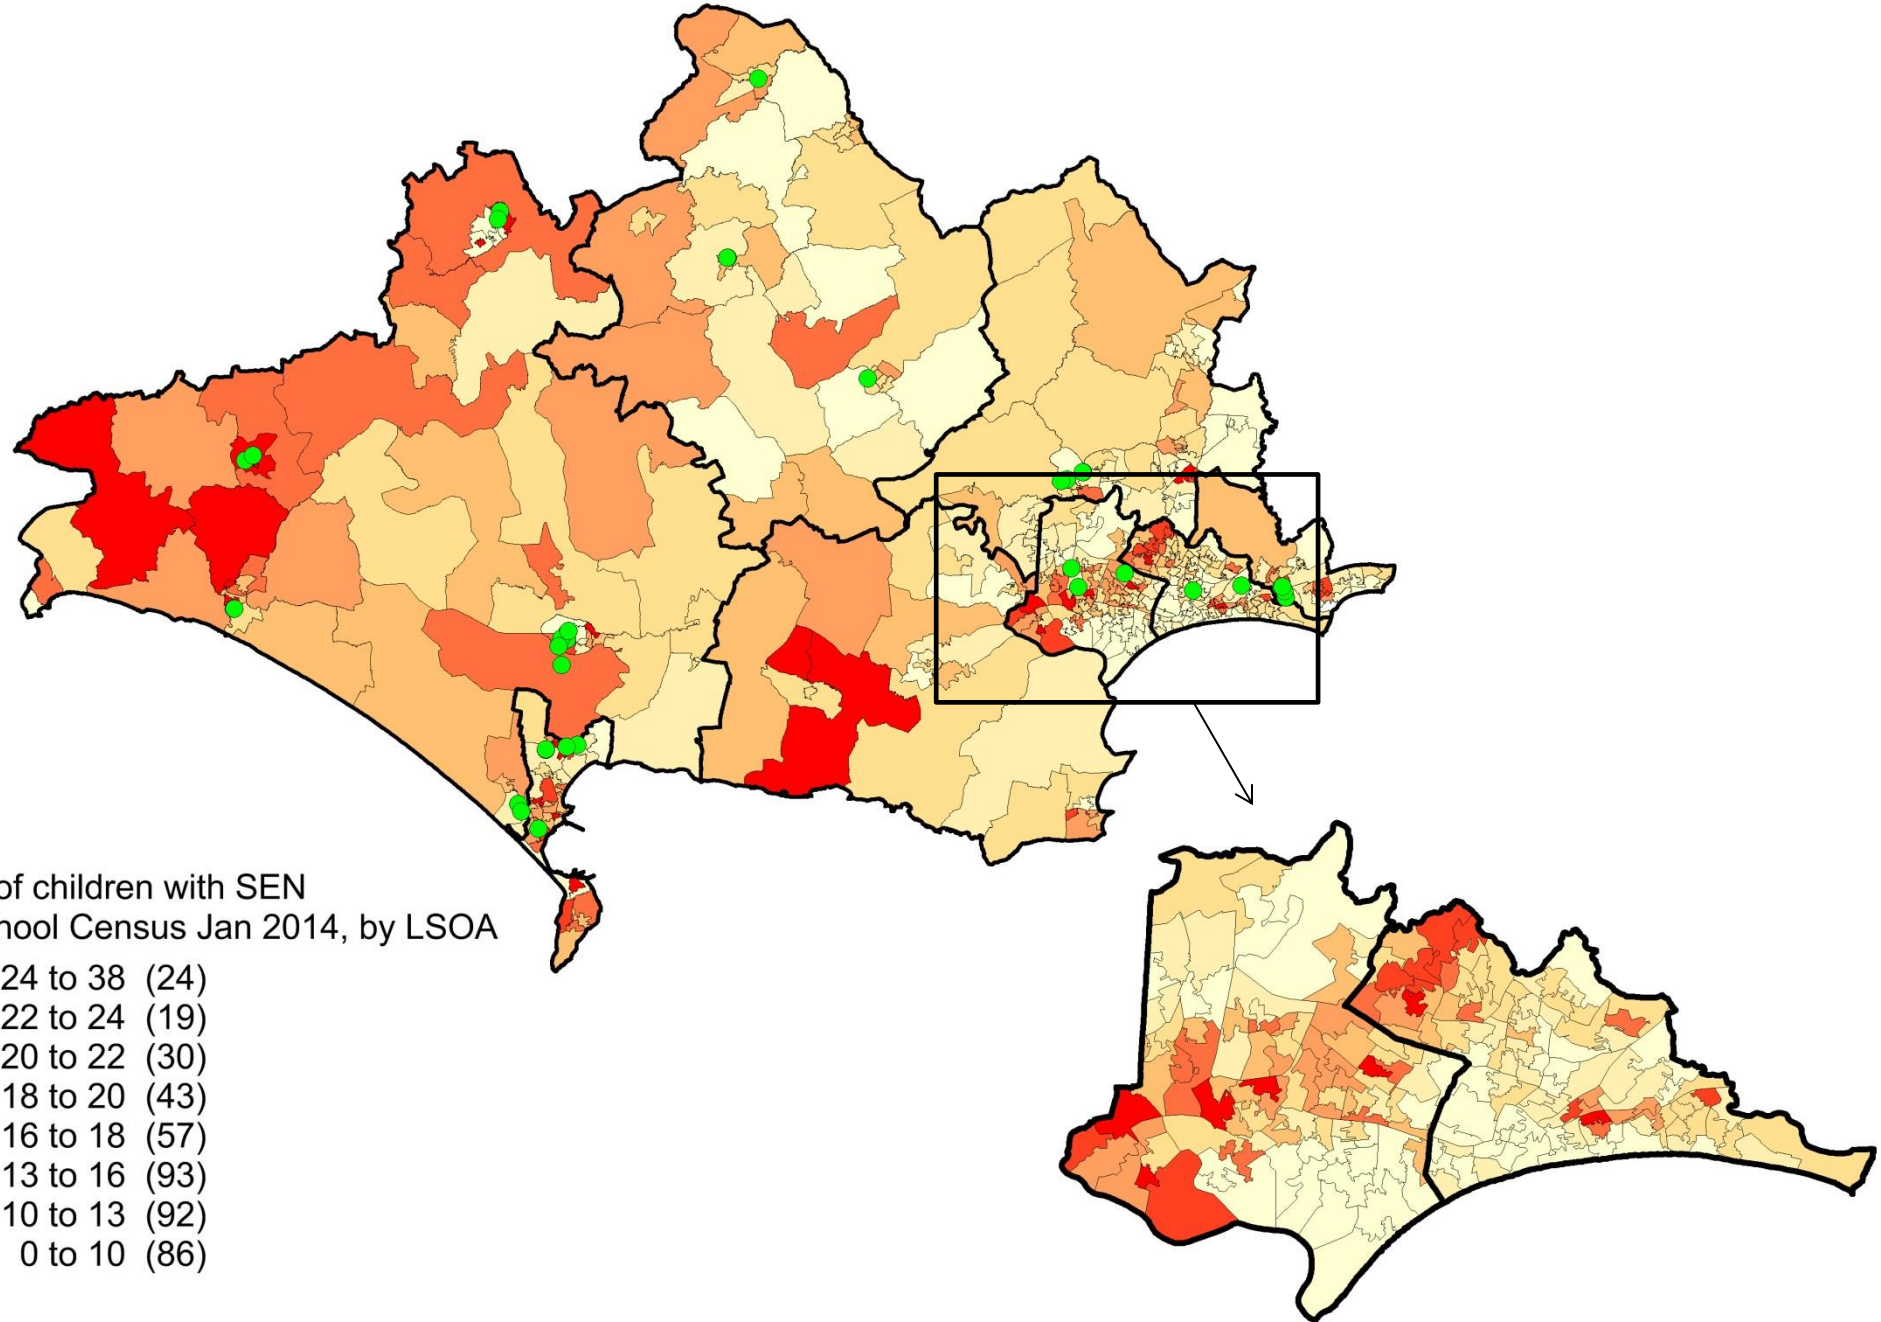 of children with SEN
hool Census Jan 2014, by LSOA
24 to 38 (24)
22 to 24 (19)
20 to 22 (30)
18 to 20 (43)
16 to 18 (57)
13 to 16 (93)
10 to 13 (92)
0 to 10 (86)